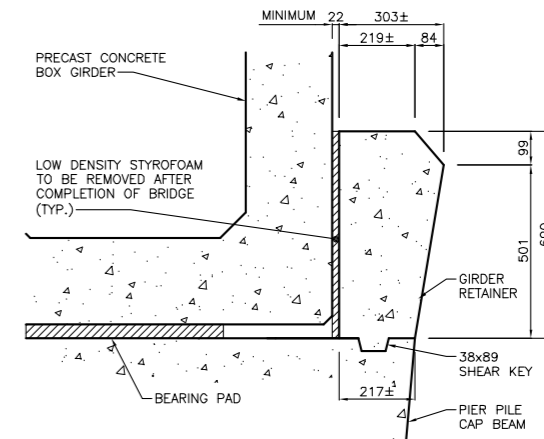 MINIMUM 22 303±
219± 84
PRECAST CONCRETE
BOX GIRDER
LOW DENSITY STYROFOAM
TO BE REMOVED AFTER
COMPLETION OF BRIDGE
(TYP.)
99
501
600
GIRDER
RETAINER
38x89
SHEAR KEY
217±
BEARING PAD
PIER PILE
CAP BEAM